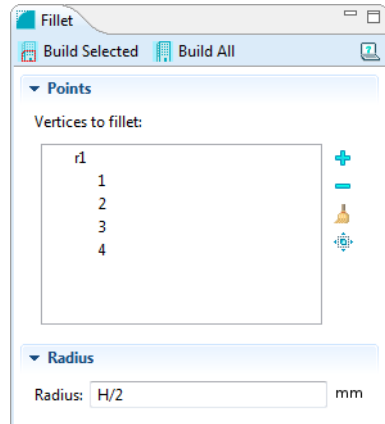 Fillet
Build Selected Build All
Points
Vertices to fillet:
r1
1
2
3
4
Radius
Radius: H/2 mm